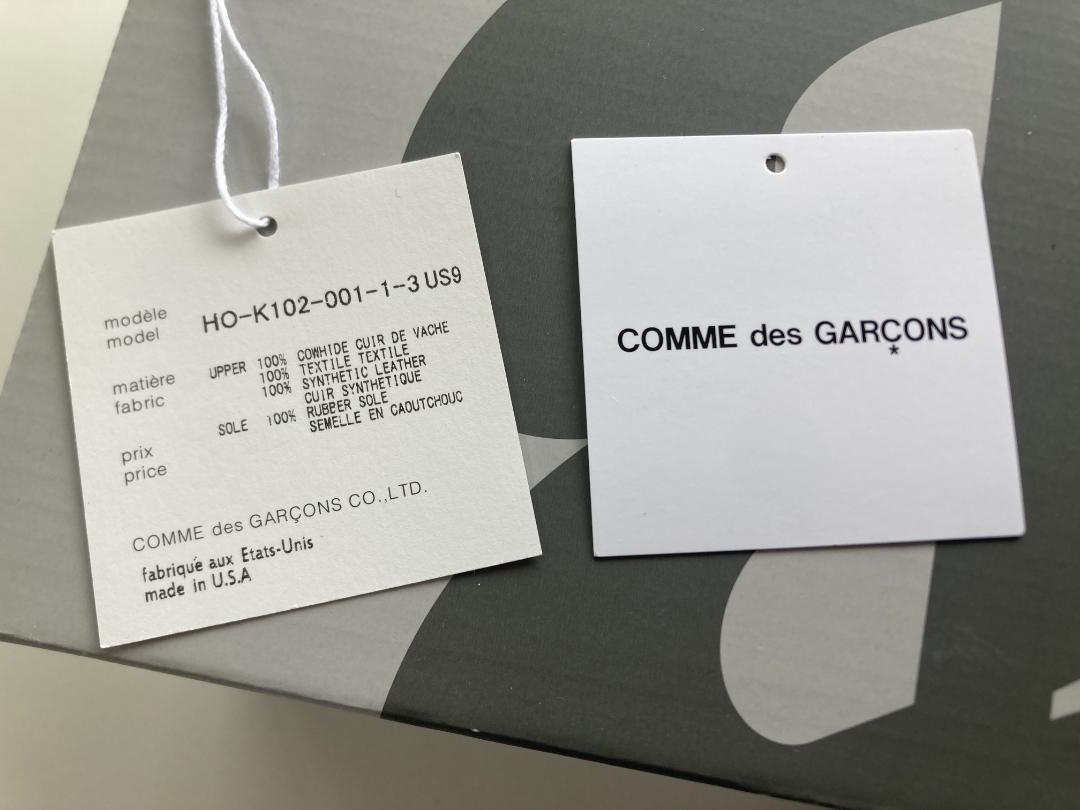 modèle
model
HO-K102-001-1-3 US9
matière
fabric
UPPER 100% COWHIDE CUIR DE VACHE
100% TEXTILE TEXTILE
100% SYNTHETIC LEATHER
CUIR SYNTHETIQUE
SOLE 100% RUBBER SOLE
SEMELLE EN CAOUTCHOUC
prix
price
COMME des GARÇONS CO.,LTD.
fabriqué aux Etats-Unis
made in U.S.A
COMME des GARÇONS
*